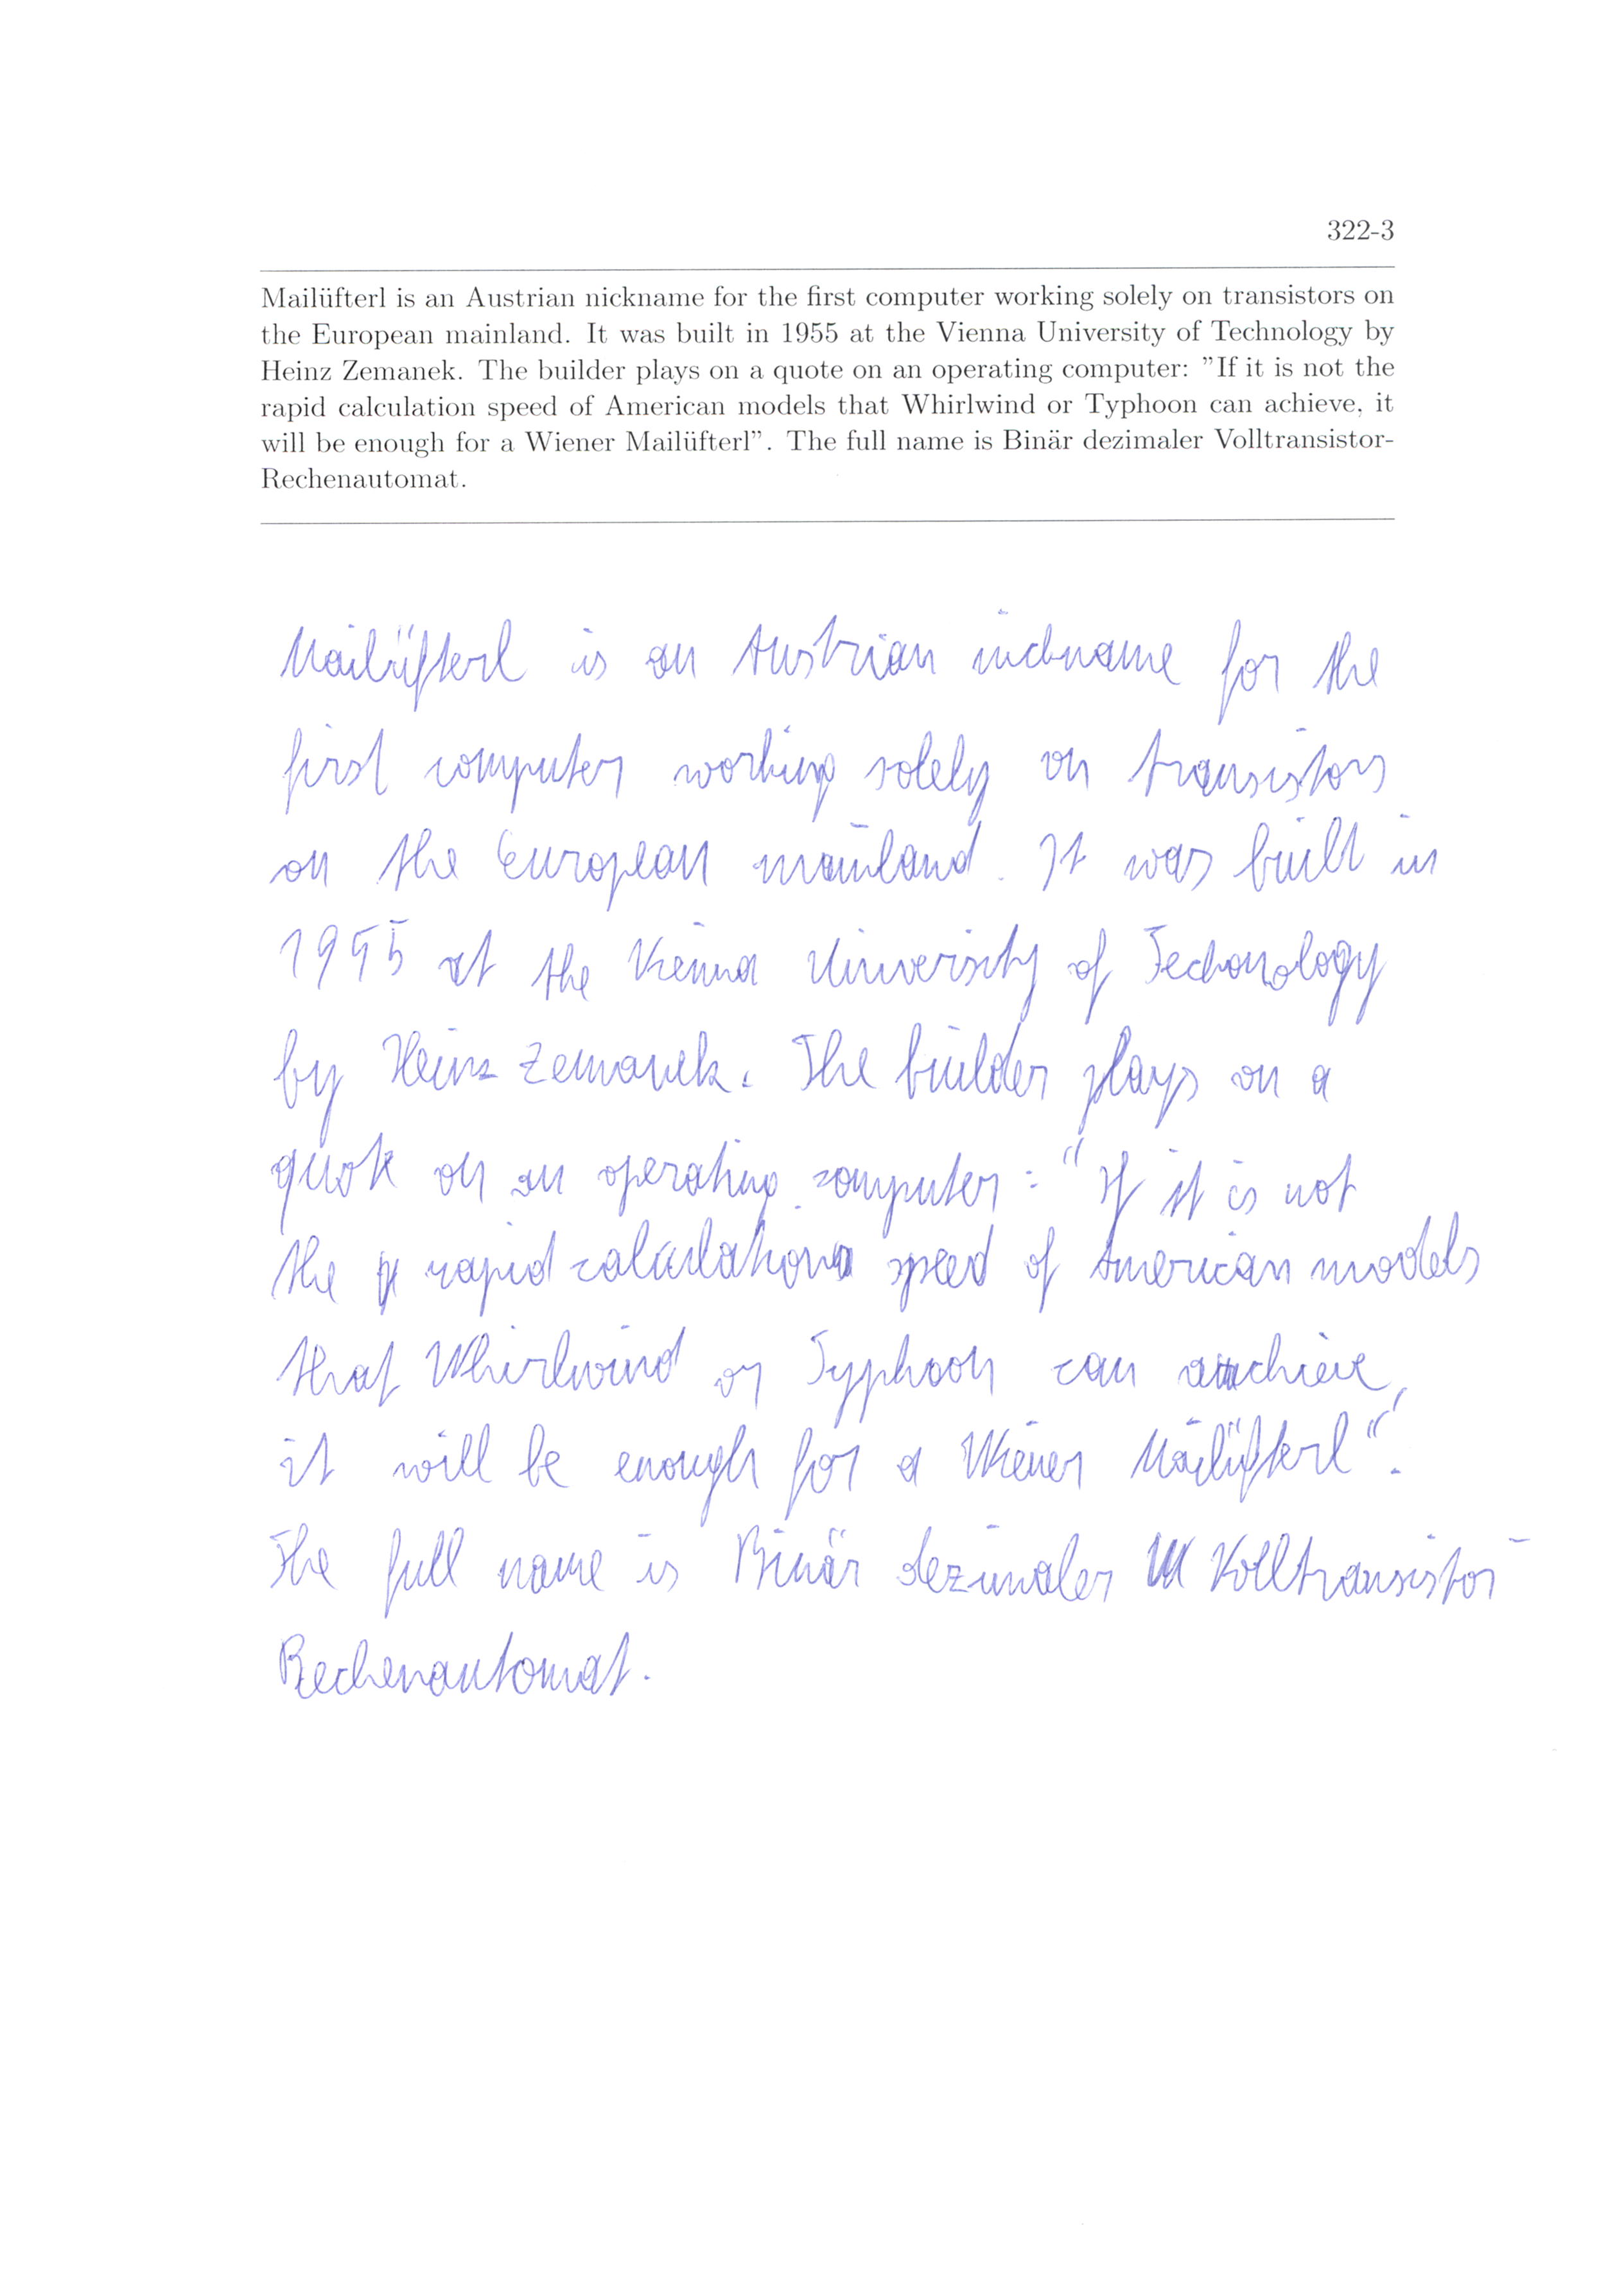 322-3
Mailüfterl is an Austrian nickname for the first computer working solely on transistors on
the European mainland. It was built in 1955 at the Vienna University of Technology by
Heinz Zemanek. The builder plays on a quote on an operating computer: "If it is not the
rapid calculation speed of American models that Whirlwind or Typhoon can achieve, it
will be enough for a Wiener Mailüfterl". The full name is Binär dezimaler Volltransistor-
Rechenautomat.
Mailüfterl is an Austrian nickname for the
first computer working solely on transistors
on the European mainland. It was built in
1955 at the Vienna University of Techonology
by Heinz Zemanek. The builder plays on a
quote on an operating computer: "If it is not
the rapid calculation speed of American models
that Whirlwind or Typhoon can achieve,
it will be enough for a Wiener Mailüfterl".
The full name is Binär dezimaler Volltransistor-
Rechenautomat.